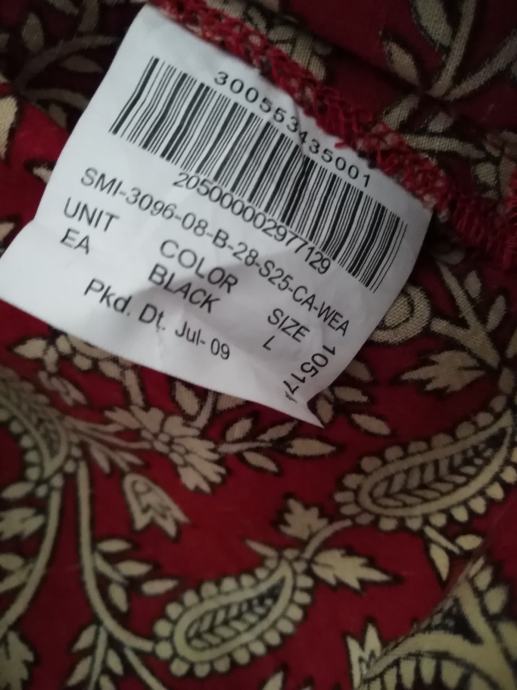 300553435001
205000002977129
SMI-3096-08-B-28-S25-CA-WEA
UNIT COLOR SIZE
EA BLACK L
Pkd. Dt. Jul- 09
10517